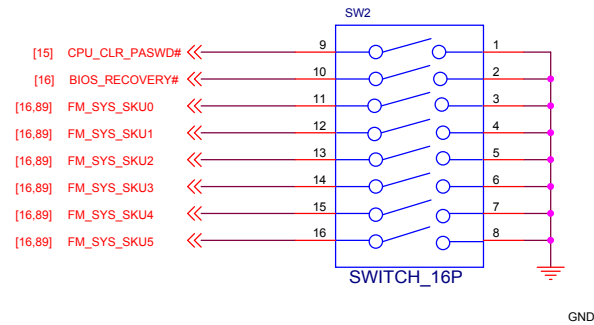 SW2
[15] CPU_CLR_PASWD# 9 1
[16] BIOS_RECOVERY# 10 2
[16,89] FM_SYS_SKU0 11 3
[16,89] FM_SYS_SKU1 12 4
[16,89] FM_SYS_SKU2 13 5
[16,89] FM_SYS_SKU3 14 6
[16,89] FM_SYS_SKU4 15 7
[16,89] FM_SYS_SKU5 16 8
SWITCH_16P
GND